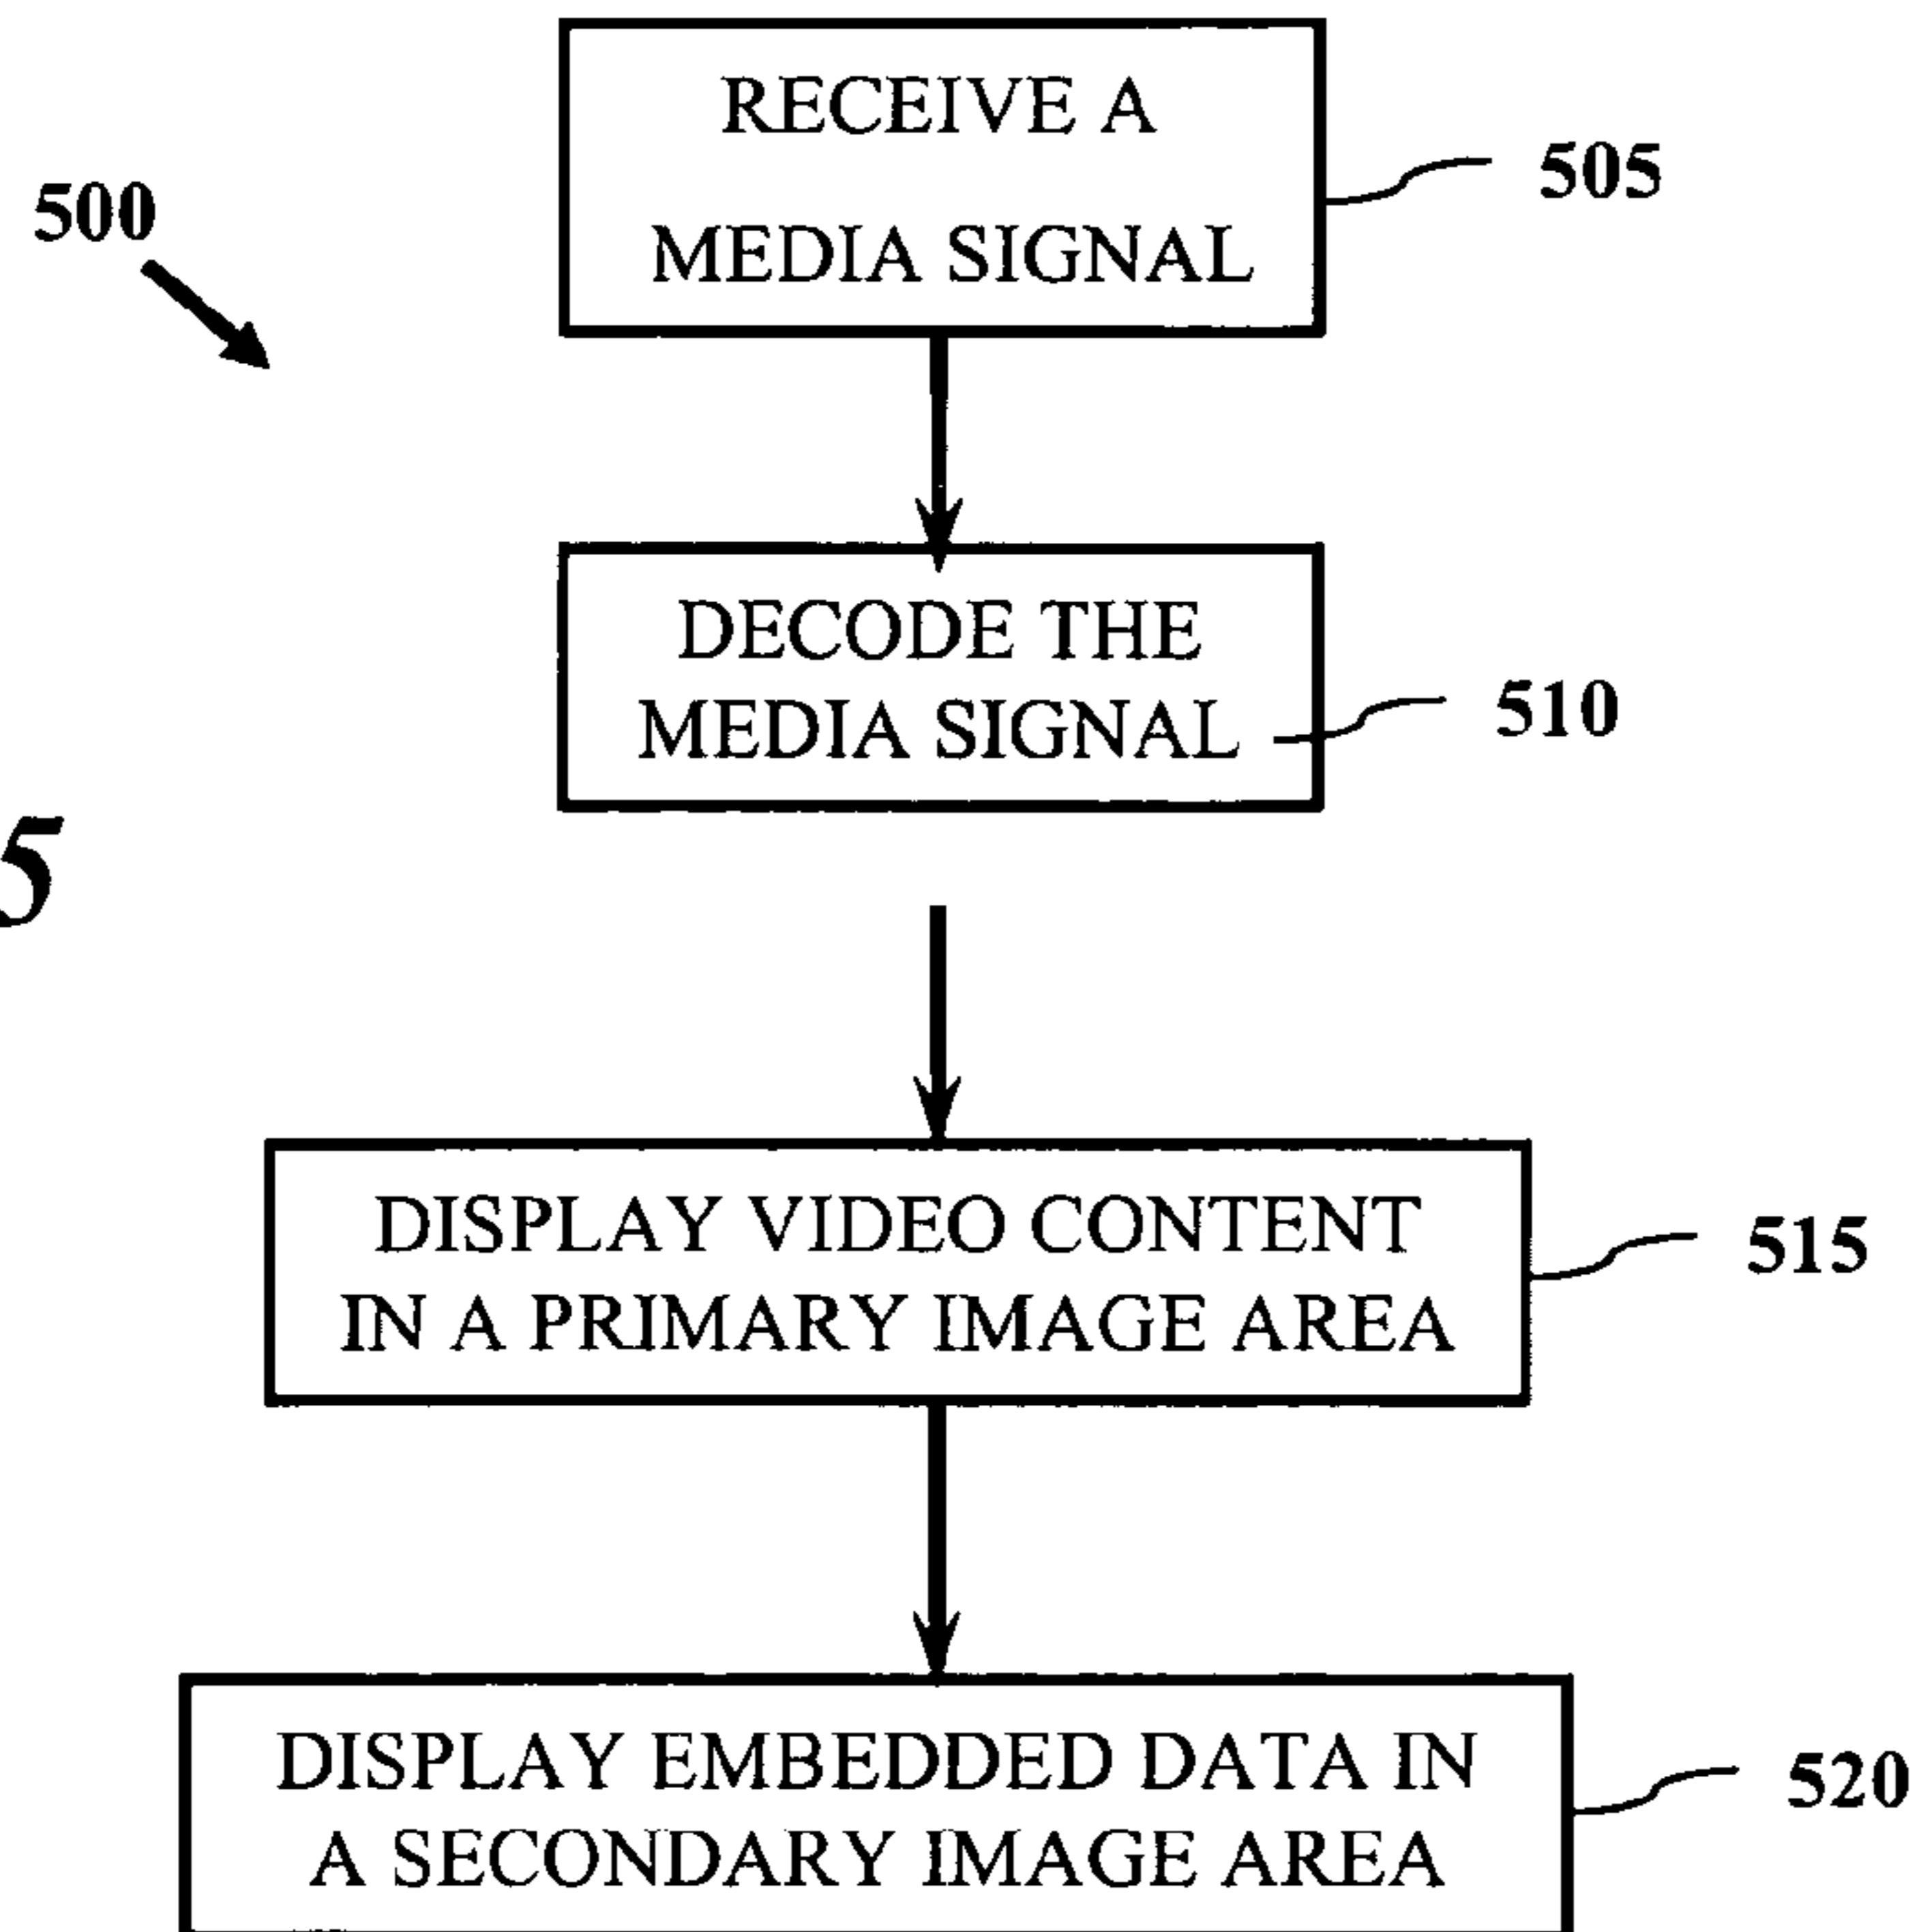 RECEIVE A
MEDIA SIGNAL
505
500
DECODE THE
MEDIA SIGNAL
510
5
DISPLAY VIDEO CONTENT
IN A PRIMARY IMAGE AREA
515
DISPLAY EMBEDDED DATA IN
A SECONDARY IMAGE AREA
520